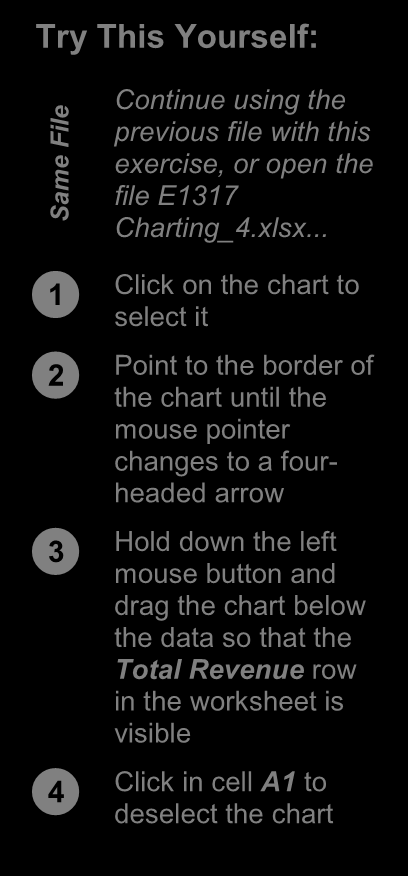 Try This Yourself:
Same File
Continue using the
previous file with this
exercise, or open the
file E1317
Charting_4.xlsx...
1
Click on the chart to
select it
2
Point to the border of
the chart until the
mouse pointer
changes to a four-
headed arrow
3
Hold down the left
mouse button and
drag the chart below
the data so that the
Total Revenue row
in the worksheet is
visible
4
Click in cell A1 to
deselect the chart